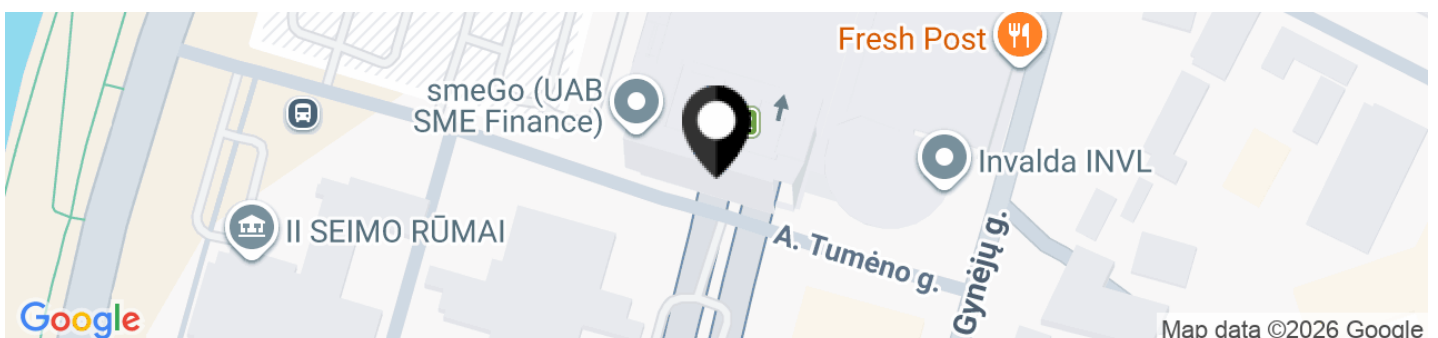 Fresh Post
smeGo (UAB
SME Finance)
Invalda INVL
II SEIMO RŪMAI
A. Tumėno g.
Gynėjų g.
Google
Map data ©2026 Google